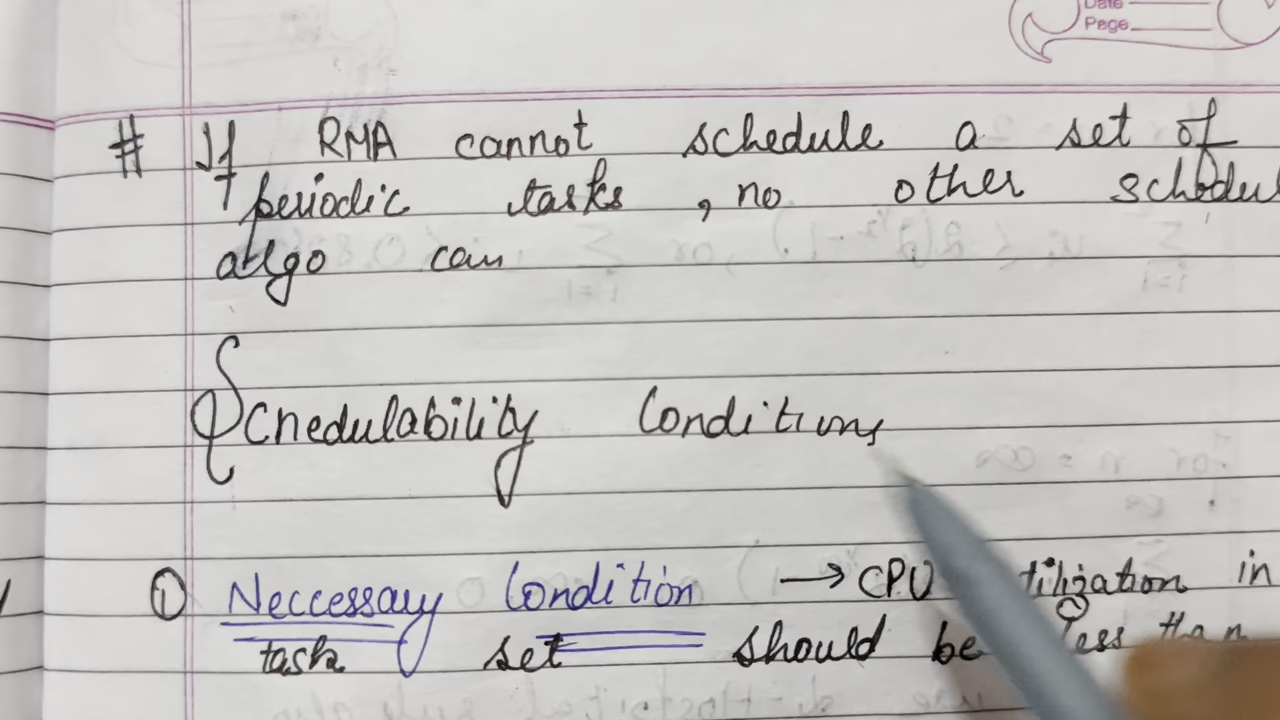 Date
Page
# If RMA cannot schedule a set of
periodic tasks, no other schedul
algo can
Schedulability Conditions
① Neccessary Condition → CPU utilization in
task set should be less than